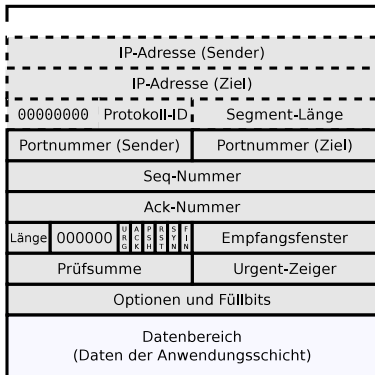 IP-Adresse (Sender)
IP-Adresse (Ziel)
00000000 Protokoll-ID Segment-Länge
Portnummer (Sender) Portnummer (Ziel)
Seq-Nummer
Ack-Nummer
Länge 000000 URG ACK PSH RST SYN FIN Empfangsfenster
Prüfsumme Urgent-Zeiger
Optionen und Füllbits
Datenbereich
(Daten der Anwendungsschicht)